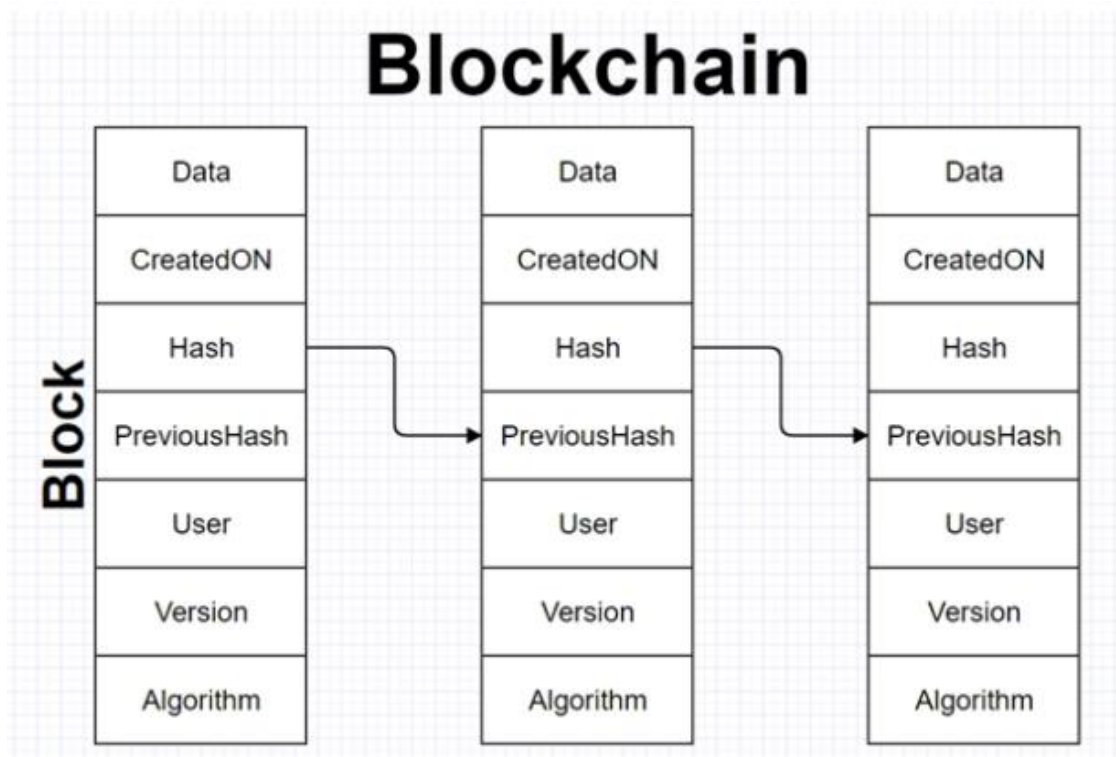 Blockchain
Block
Data
CreatedON
Hash
PreviousHash
User
Version
Algorithm
Data
CreatedON
Hash
PreviousHash
User
Version
Algorithm
Data
CreatedON
Hash
PreviousHash
User
Version
Algorithm